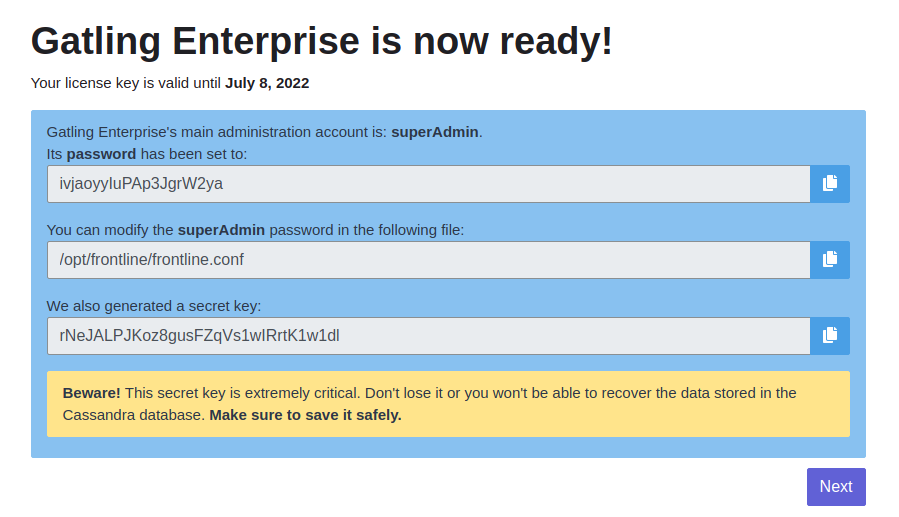 Gatling Enterprise is now ready!
Your license key is valid until July 8, 2022
Gatling Enterprise's main administration account is: superAdmin.
Its password has been set to:
ivjaoyyIuPAp3JgrW2ya
You can modify the superAdmin password in the following file:
/opt/frontline/frontline.conf
We also generated a secret key:
rNeJALPJKoz8gusFZqVs1wIRrtK1w1dl
Beware! This secret key is extremely critical. Don't lose it or you won't be able to recover the data stored in the
Cassandra database. Make sure to save it safely.
Next